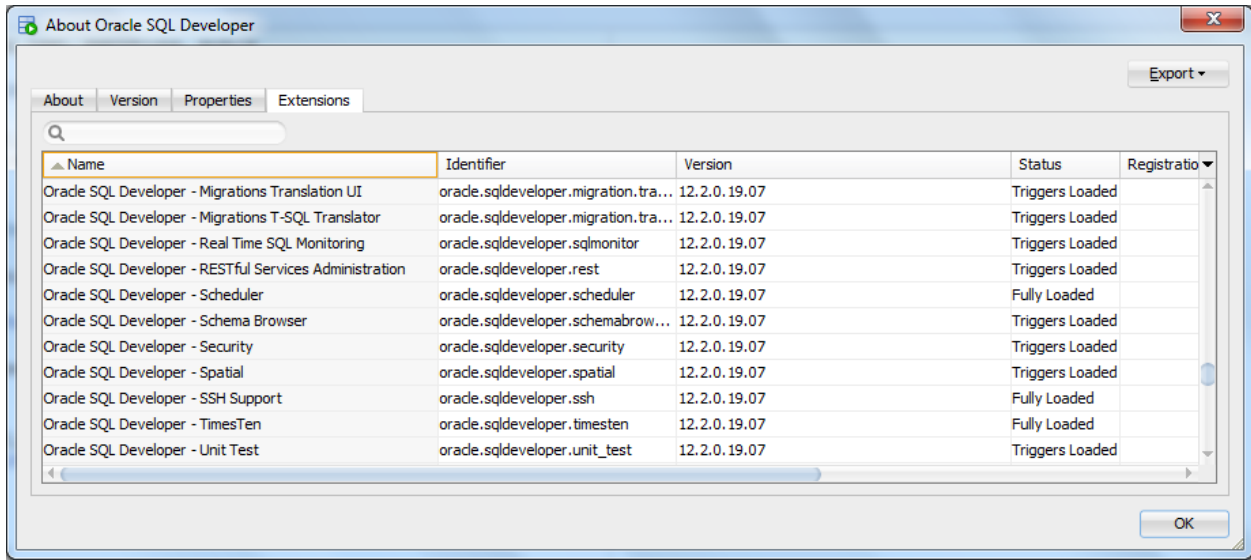 About Oracle SQL Developer
Export
About Version Properties Extensions
Name Identifier Version Status Registratio
Oracle SQL Developer - Migrations Translation UI oracle.sqldeveloper.migration.tra... 12.2.0.19.07 Triggers Loaded
Oracle SQL Developer - Migrations T-SQL Translator oracle.sqldeveloper.migration.tra... 12.2.0.19.07 Triggers Loaded
Oracle SQL Developer - Real Time SQL Monitoring oracle.sqldeveloper.sqlmonitor 12.2.0.19.07 Triggers Loaded
Oracle SQL Developer - RESTful Services Administration oracle.sqldeveloper.rest 12.2.0.19.07 Triggers Loaded
Oracle SQL Developer - Scheduler oracle.sqldeveloper.scheduler 12.2.0.19.07 Fully Loaded
Oracle SQL Developer - Schema Browser oracle.sqldeveloper.schemabrow... 12.2.0.19.07 Triggers Loaded
Oracle SQL Developer - Security oracle.sqldeveloper.security 12.2.0.19.07 Triggers Loaded
Oracle SQL Developer - Spatial oracle.sqldeveloper.spatial 12.2.0.19.07 Triggers Loaded
Oracle SQL Developer - SSH Support oracle.sqldeveloper.ssh 12.2.0.19.07 Fully Loaded
Oracle SQL Developer - TimesTen oracle.sqldeveloper.timesten 12.2.0.19.07 Fully Loaded
Oracle SQL Developer - Unit Test oracle.sqldeveloper.unit_test 12.2.0.19.07 Triggers Loaded
OK